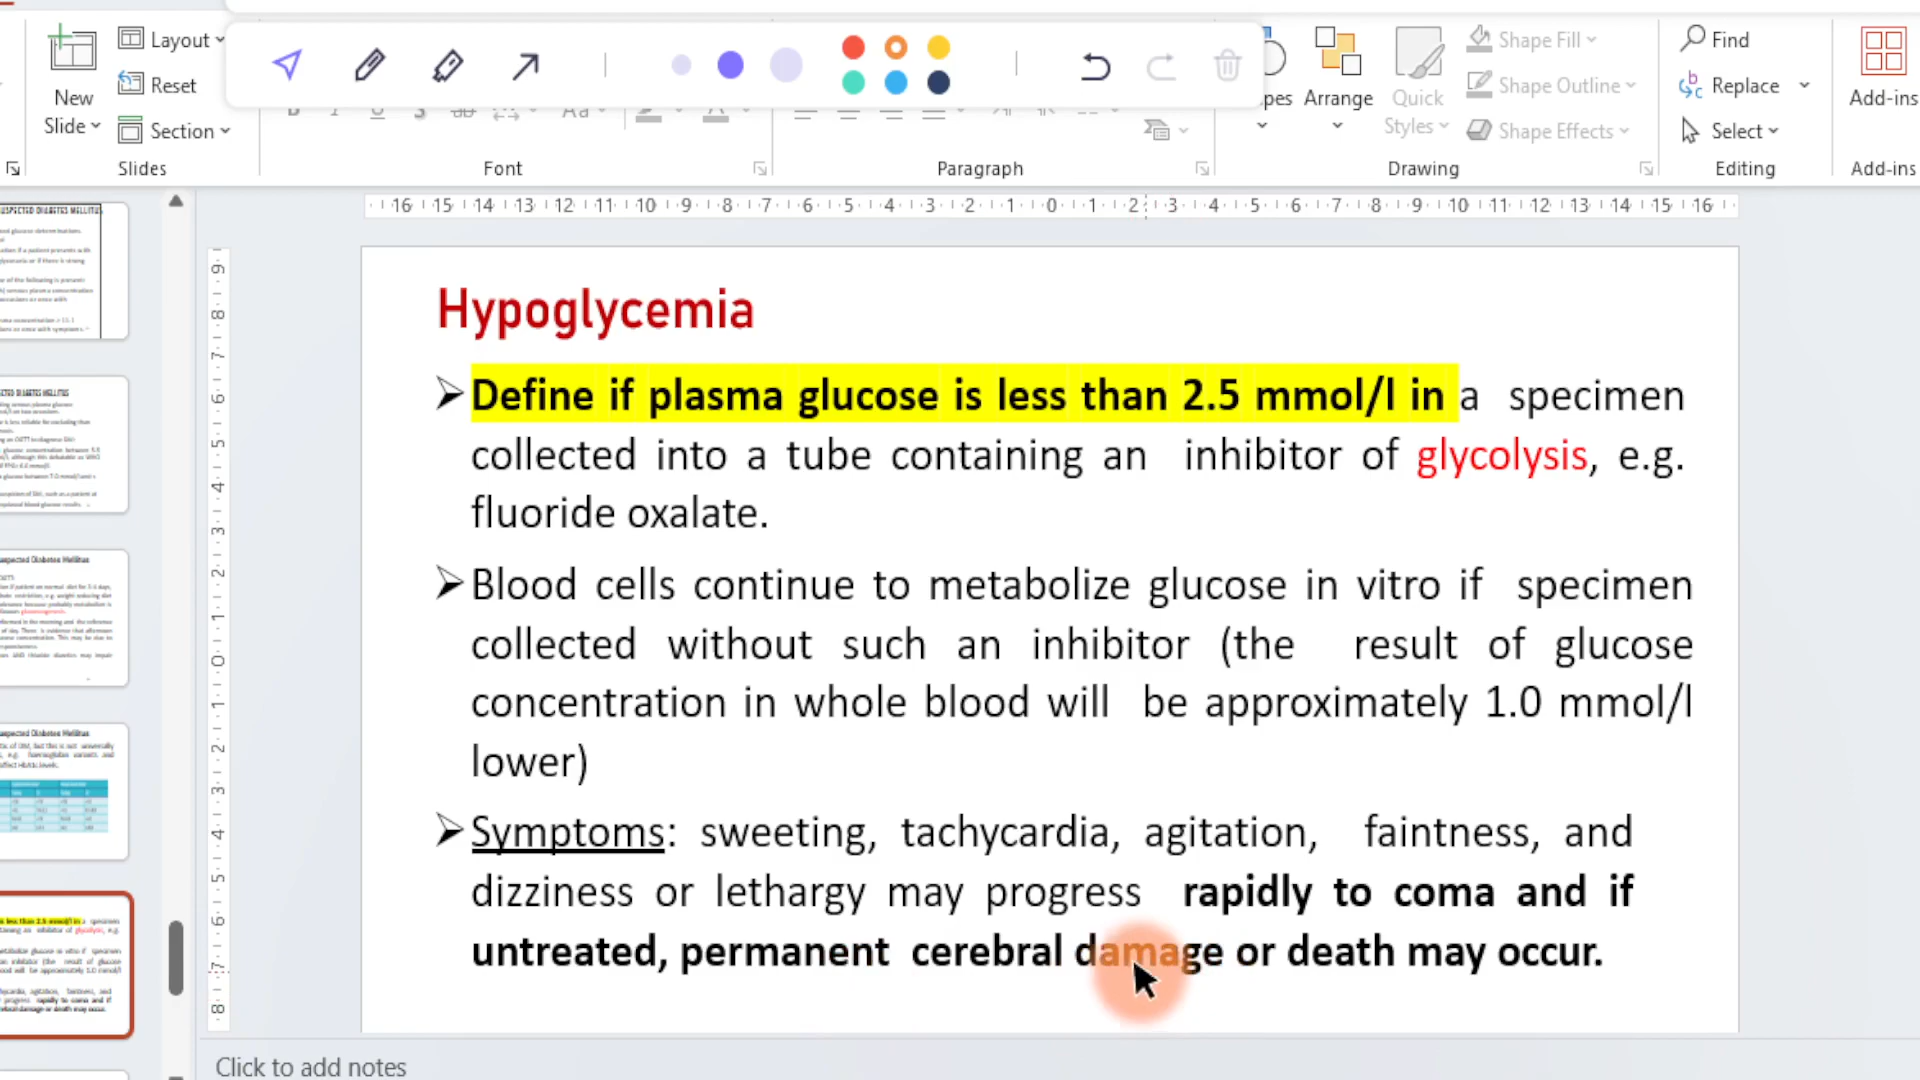 New
Slide
Layout
Reset
Section
Slides
Font
Paragraph
Arrange
Quick
Styles
Shape Fill
Shape Outline
Shape Effects
Drawing
Find
Replace
Select
Editing
Add-ins
Add-ins
Hypoglycemia
Define if plasma glucose is less than 2.5 mmol/l in a specimen
collected into a tube containing an inhibitor of glycolysis, e.g.
fluoride oxalate.
Blood cells continue to metabolize glucose in vitro if specimen
collected without such an inhibitor (the result of glucose
concentration in whole blood will be approximately 1.0 mmol/l
lower)
Symptoms: sweeting, tachycardia, agitation, faintness, and
dizziness or lethargy may progress rapidly to coma and if
untreated, permanent cerebral damage or death may occur.
Click to add notes